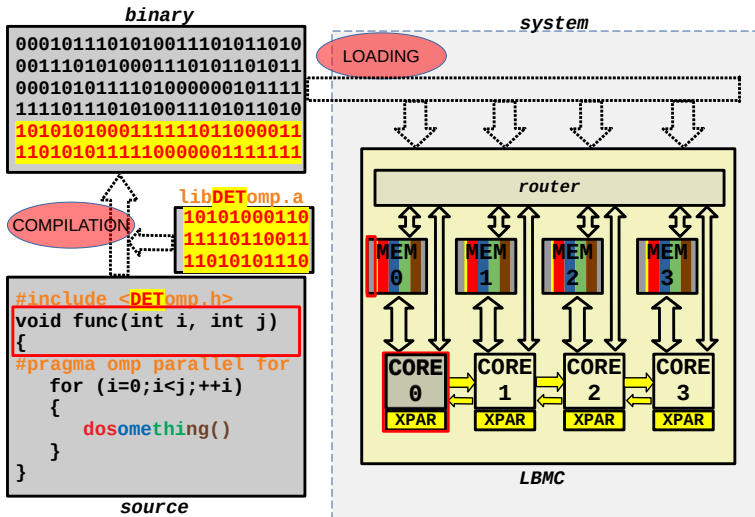 binary
0001011101010011101011010
0011101010001110101101011
0001010111101000000101111
1111011101010011101011010
1010101000111111011000011
1101010111110000001111111
COMPILATION
libDETomp.a
10101000110
11110110011
11010101110
#include <DETomp.h>
void func(int i, int j)
{
#pragma omp parallel for
for (i=0;i<j;++i)
{
dosomething()
}
}
source
system
LOADING
router
MEM 0
MEM 1
MEM 2
MEM 3
CORE 0
CORE 1
CORE 2
CORE 3
XPAR
XPAR
XPAR
XPAR
LBMC